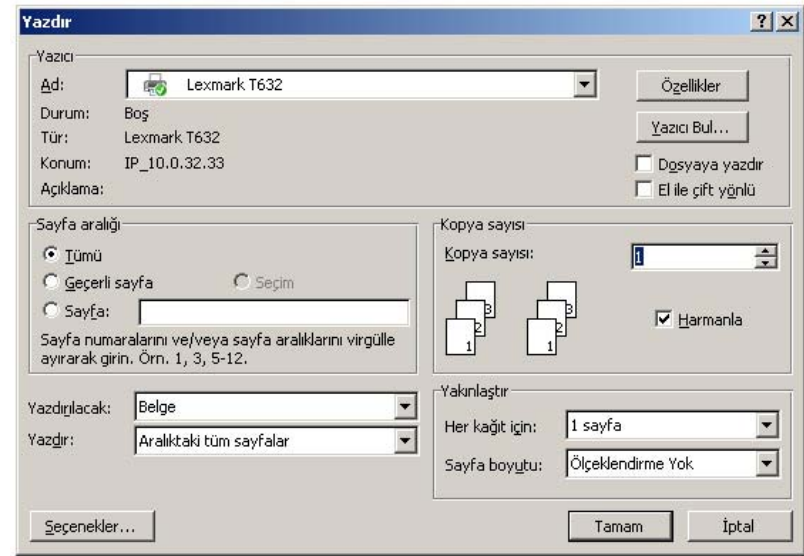 Yazdır
Yazıcı
Ad: Lexmark T632 Özellikler
Durum: Boş
Tür: Lexmark T632 Yazıcı Bul...
Konum: IP_10.0.32.33 Dosyaya yazdır
Açıklama: El ile çift yönlü
Sayfa aralığı
Tümü
Geçerli sayfa Seçim
Sayfa:
Sayfa numaralarını ve/veya sayfa aralıklarını virgülle
ayırarak girin. Örn. 1, 3, 5-12.
Kopya sayısı
Kopya sayısı: 1
3 3
2 2
1 1
Harmanla
Yazdırılacak: Belge
Yazdır: Aralıktaki tüm sayfalar
Yakınlaştır
Her kağıt için: 1 sayfa
Sayfa boyutu: Ölçeklendirme Yok
Seçenekler... Tamam İptal